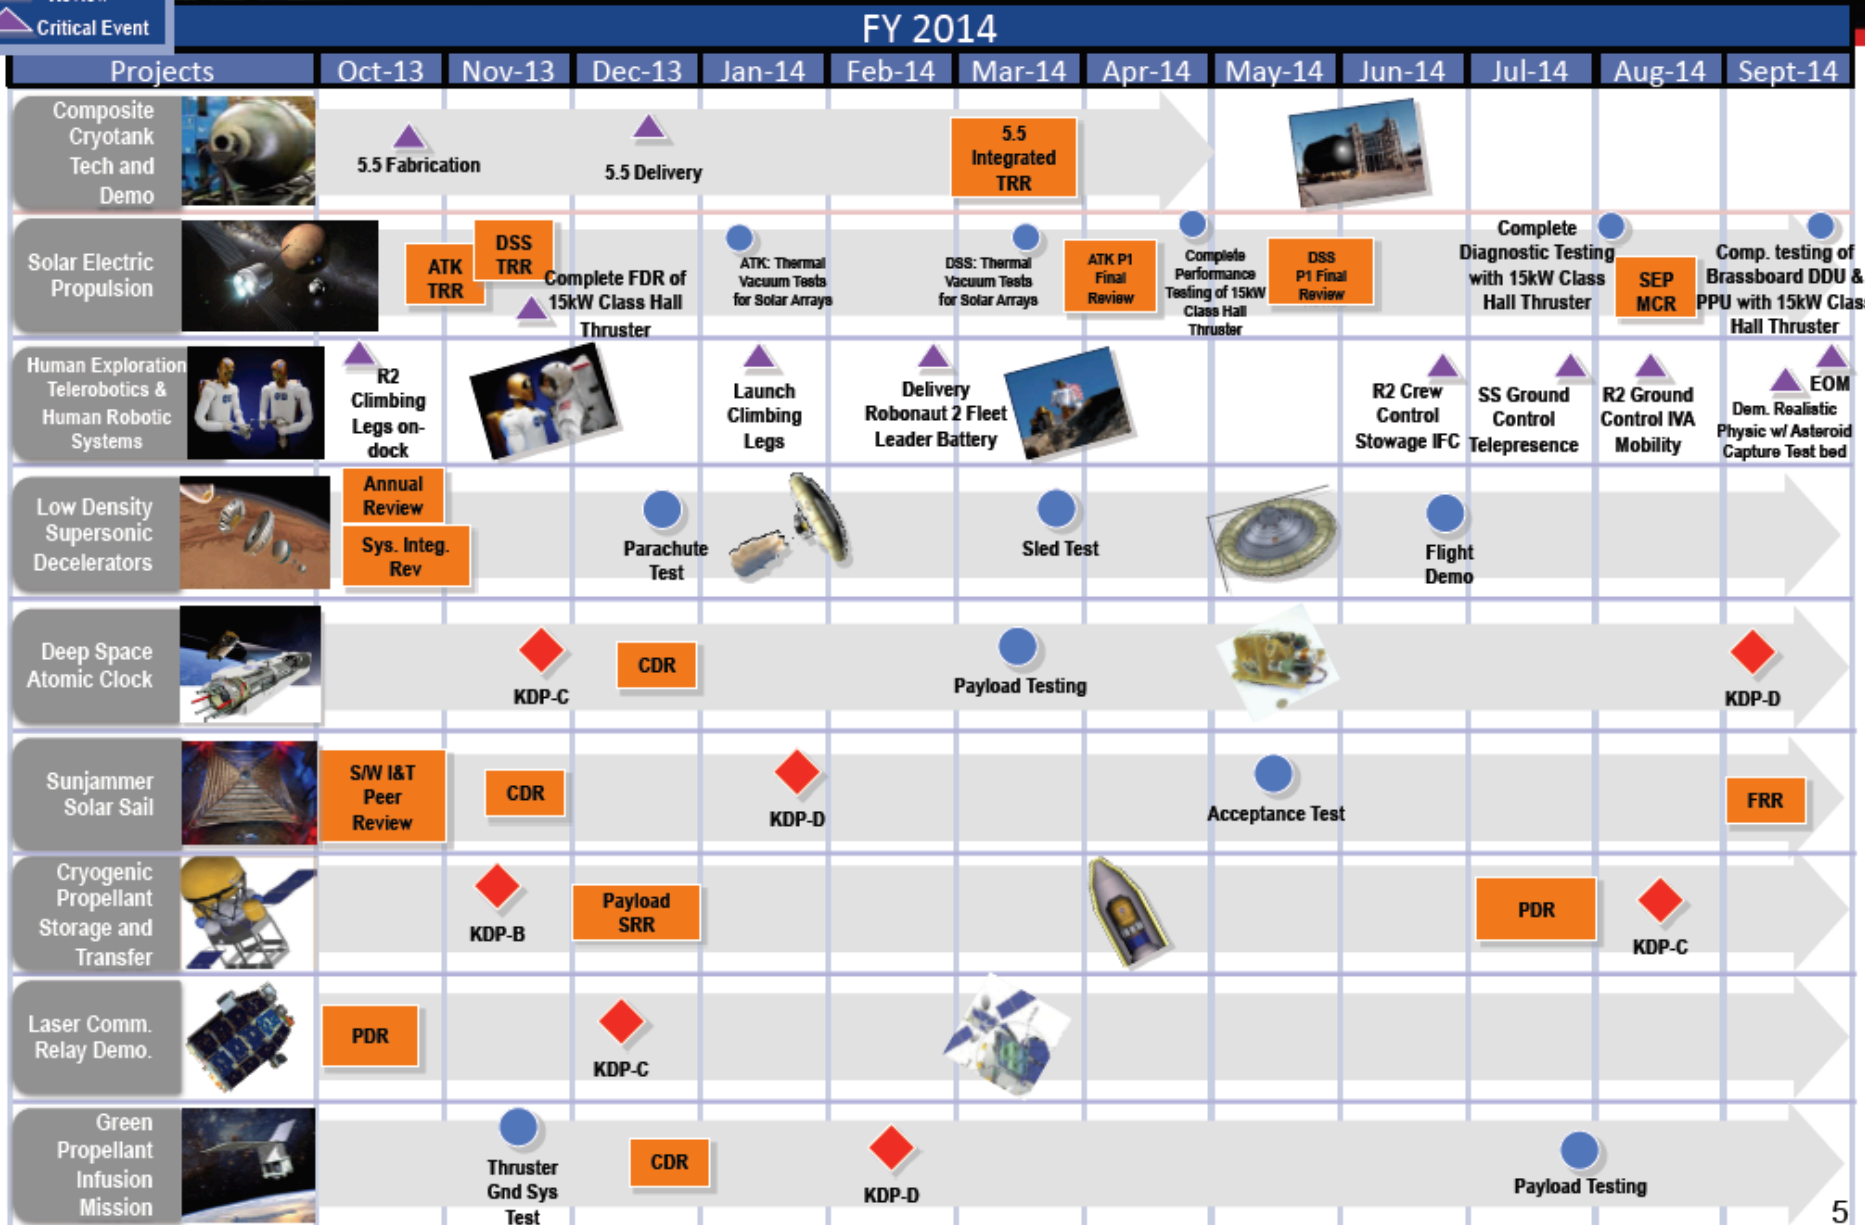 Critical Event
FY 2014
Projects
Oct-13
Nov-13
Dec-13
Jan-14
Feb-14
Mar-14
Apr-14
May-14
Jun-14
Jul-14
Aug-14
Sept-14
Composite
Cryotank
Tech and
Demo
5.5 Fabrication
5.5 Delivery
5.5
Integrated
TRR
Solar Electric
Propulsion
ATK
TRR
DSS
TRR
Complete FDR of
15kW Class Hall
Thruster
ATK: Thermal
Vacuum Tests
for Solar Arrays
DSS: Thermal
Vacuum Tests
for Solar Arrays
ATK P1
Final
Review
Complete
Performance
Testing of 15kW
Class Hall
Thruster
DSS
P1 Final
Review
Complete
Diagnostic Testing
with 15kW Class
Hall Thruster
SEP
MCR
Comp. testing of
Brassboard DDU &
PPU with 15kW Class
Hall Thruster
Human Exploration
Telerobotics &
Human Robotic
Systems
R2
Climbing
Legs on-
dock
Launch
Climbing
Legs
Delivery
Robonaut 2 Fleet
Leader Battery
R2 Crew
Control
Stowage IFC
SS Ground
Control
Telepresence
R2 Ground
Control IVA
Mobility
EOM
Dem. Realistic
Physic w/ Asteroid
Capture Test bed
Low Density
Supersonic
Decelerators
Annual
Review
Sys. Integ.
Rev
Parachute
Test
Sled Test
Flight
Demo
Deep Space
Atomic Clock
KDP-C
CDR
Payload Testing
KDP-D
Sunjammer
Solar Sail
S/W I&T
Peer
Review
CDR
KDP-D
Acceptance Test
FRR
Cryogenic
Propellant
Storage and
Transfer
KDP-B
Payload
SRR
PDR
KDP-C
Laser Comm.
Relay Demo.
PDR
KDP-C
Green
Propellant
Infusion
Mission
Thruster
Gnd Sys
Test
CDR
KDP-D
Payload Testing
5